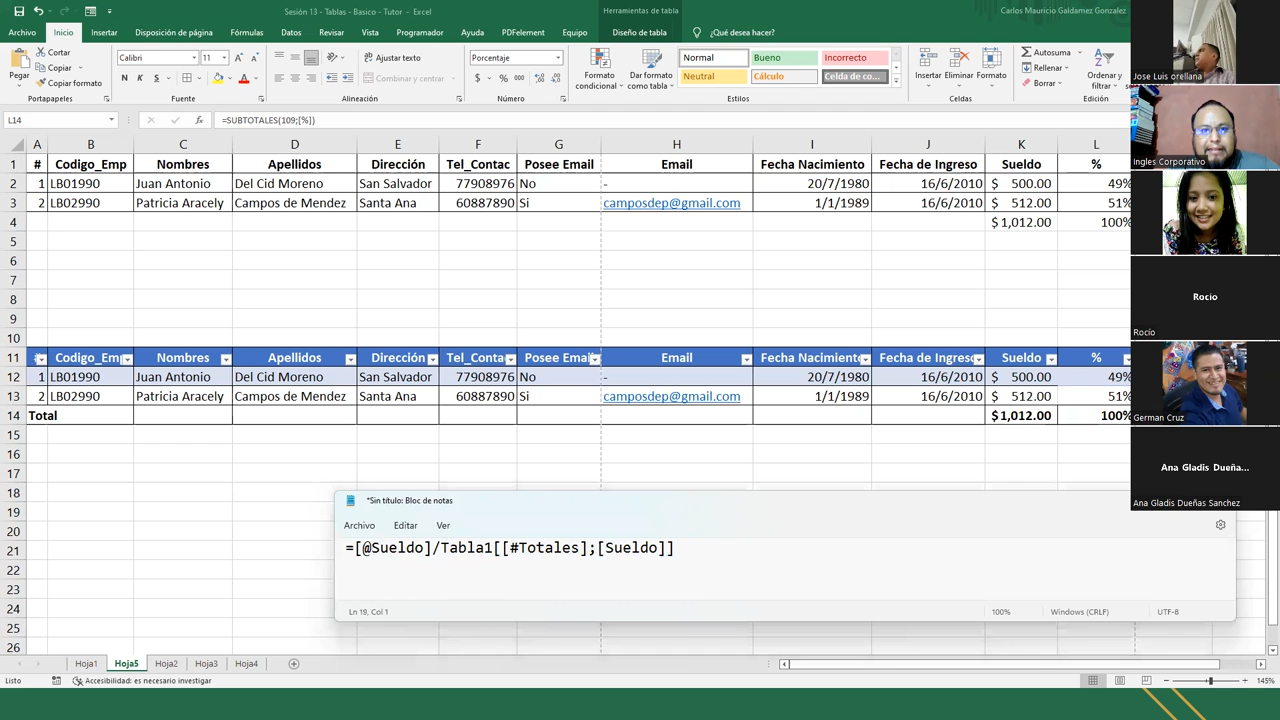 Sesión 13 - Tablas - Basico - Tutor - Excel
Herramientas de tabla
Carlos Mauricio Galdamez Gonzalez
Archivo Inicio Insertar Disposición de página Fórmulas Datos Revisar Vista Programador Ayuda PDFelement Equipo Diseño de tabla ¿Qué desea hacer?
Pegar
Cortar
Copiar
Copiar formato
Portapapeles
Calibri 11
N K S
Fuente
Ajustar texto
Combinar y centrar
Alineación
Porcentaje
$ % 000
Número
Formato condicional
Dar formato como tabla
Normal Bueno Incorrecto
Neutral Cálculo Celda de co...
Estilos
Insertar Eliminar Formato
Celdas
Autosuma
Rellenar
Borrar
Ordenar y filtrar
Edición
L14 =SUBTOTALES(109;[%])
A B C D E F G H I J K L
1 # Codigo_Emp Nombres Apellidos Dirección Tel_Contac Posee Email Email Fecha Nacimiento Fecha de Ingreso Sueldo %
2 1 LB01990 Juan Antonio Del Cid Moreno San Salvador 77908976 No - 20/7/1980 16/6/2010 $ 500.00 49%
3 2 LB02990 Patricia Aracely Campos de Mendez Santa Ana 60887890 Si camposdep@gmail.com 1/1/1989 16/6/2010 $ 512.00 51%
4 $ 1,012.00 100%
5
6
7
8
9
10
11 # Codigo_Emp Nombres Apellidos Dirección Tel_Contac Posee Email Email Fecha Nacimiento Fecha de Ingreso Sueldo %
12 1 LB01990 Juan Antonio Del Cid Moreno San Salvador 77908976 No - 20/7/1980 16/6/2010 $ 500.00 49%
13 2 LB02990 Patricia Aracely Campos de Mendez Santa Ana 60887890 Si camposdep@gmail.com 1/1/1989 16/6/2010 $ 512.00 51%
14 Total $ 1,012.00 100%
15
16
17
18
19
20
21
22
23
24
25
26
*Sin título: Bloc de notas
Archivo Editar Ver
=[@Sueldo]/Tabla1[[#Totales];[Sueldo]]
Ln 19, Col 1 100% Windows (CRLF) UTF-8
Hoja1 Hoja5 Hoja2 Hoja3 Hoja4
Listo Accesibilidad: es necesario investigar 145%
Jose Luis orellana
Ingles Corporativo
Rocio
Rocío
German Cruz
Ana Gladis Dueña...
Ana Gladis Dueñas Sanchez